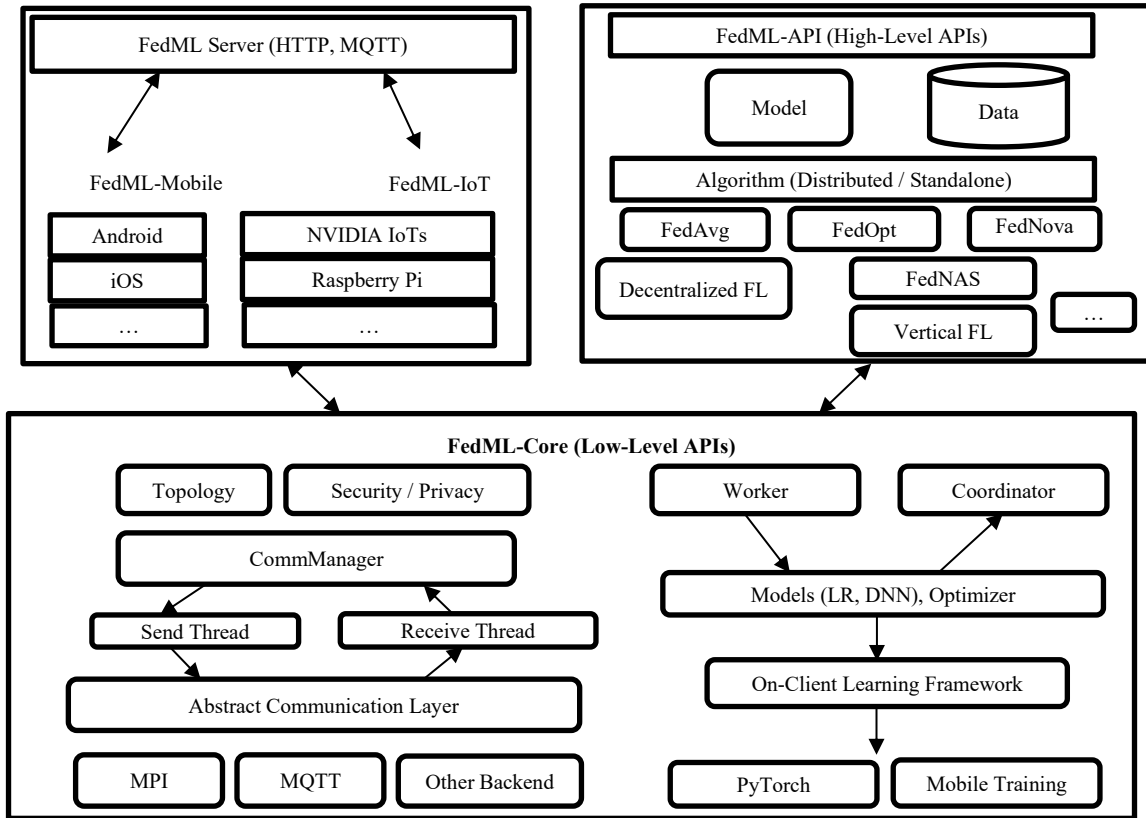 FedML Server (HTTP, MQTT)
FedML-Mobile
FedML-IoT
Android
iOS
…
NVIDIA IoTs
Raspberry Pi
…
FedML-API (High-Level APIs)
Model
Data
Algorithm (Distributed / Standalone)
FedAvg
FedOpt
FedNova
Decentralized FL
FedNAS
Vertical FL
…
FedML-Core (Low-Level APIs)
Topology
Security / Privacy
CommManager
Send Thread
Receive Thread
Abstract Communication Layer
MPI
MQTT
Other Backend
Worker
Coordinator
Models (LR, DNN), Optimizer
On-Client Learning Framework
PyTorch
Mobile Training